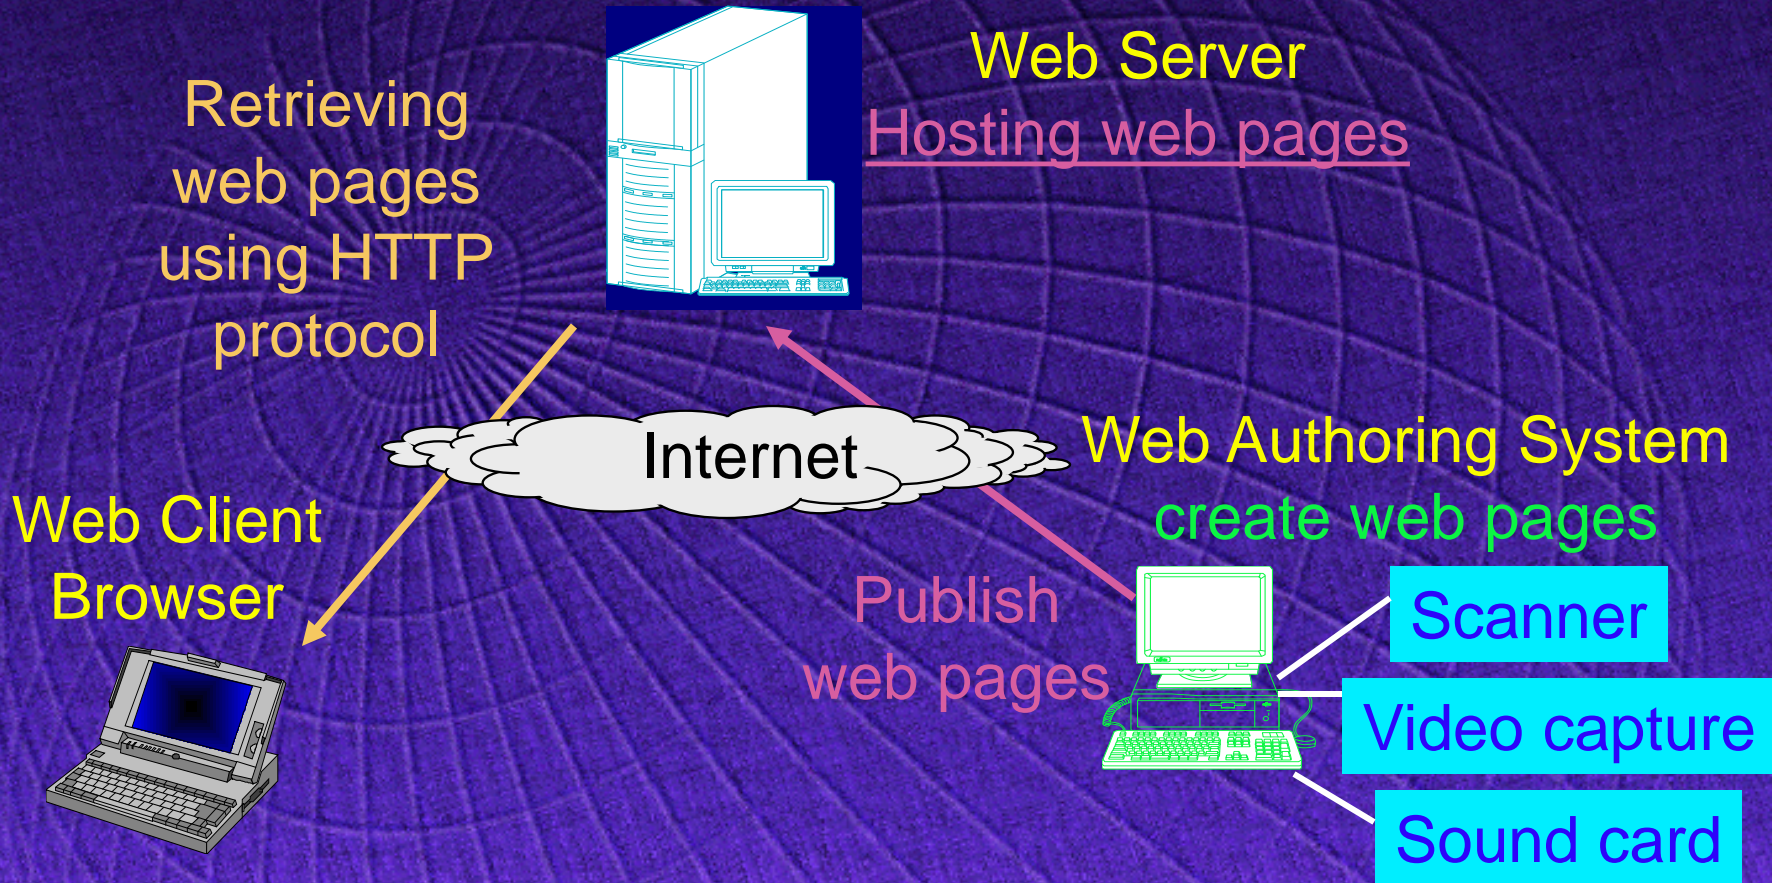 Retrieving
web pages
using HTTP
protocol
Web Server
Hosting web pages
Internet
Web Client
Browser
Web Authoring System
create web pages
Publish
web pages
Scanner
Video capture
Sound card